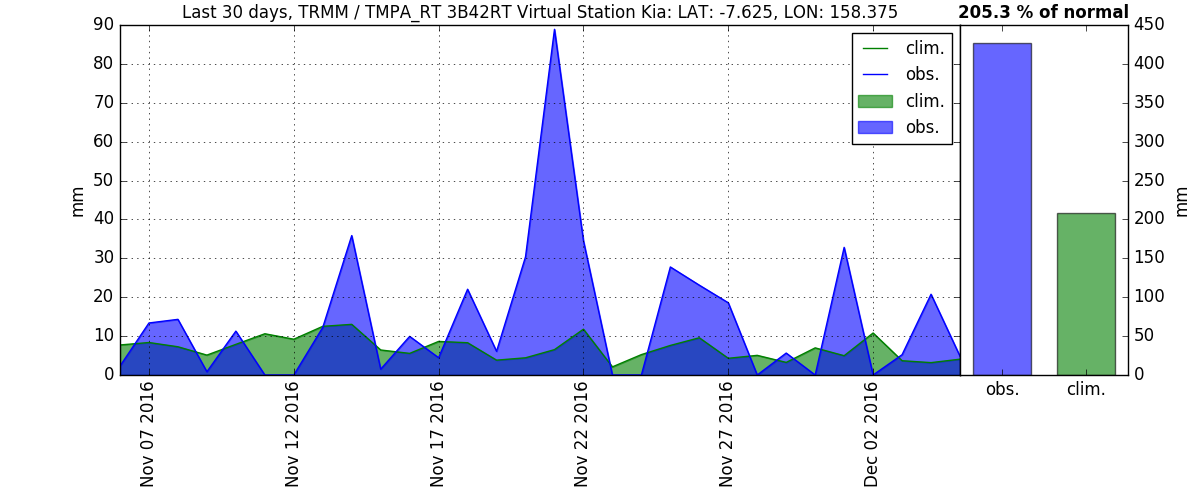 Last 30 days, TRMM / TMPA_RT 3B42RT Virtual Station Kia: LAT: -7.625, LON: 158.375
205.3 % of normal
90
80
70
60
50
40
30
20
10
0
mm
clim.
obs.
clim.
obs.
Nov 07 2016
Nov 12 2016
Nov 17 2016
Nov 22 2016
Nov 27 2016
Dec 02 2016
450
400
350
300
250
200
150
100
50
0
mm
obs.
clim.